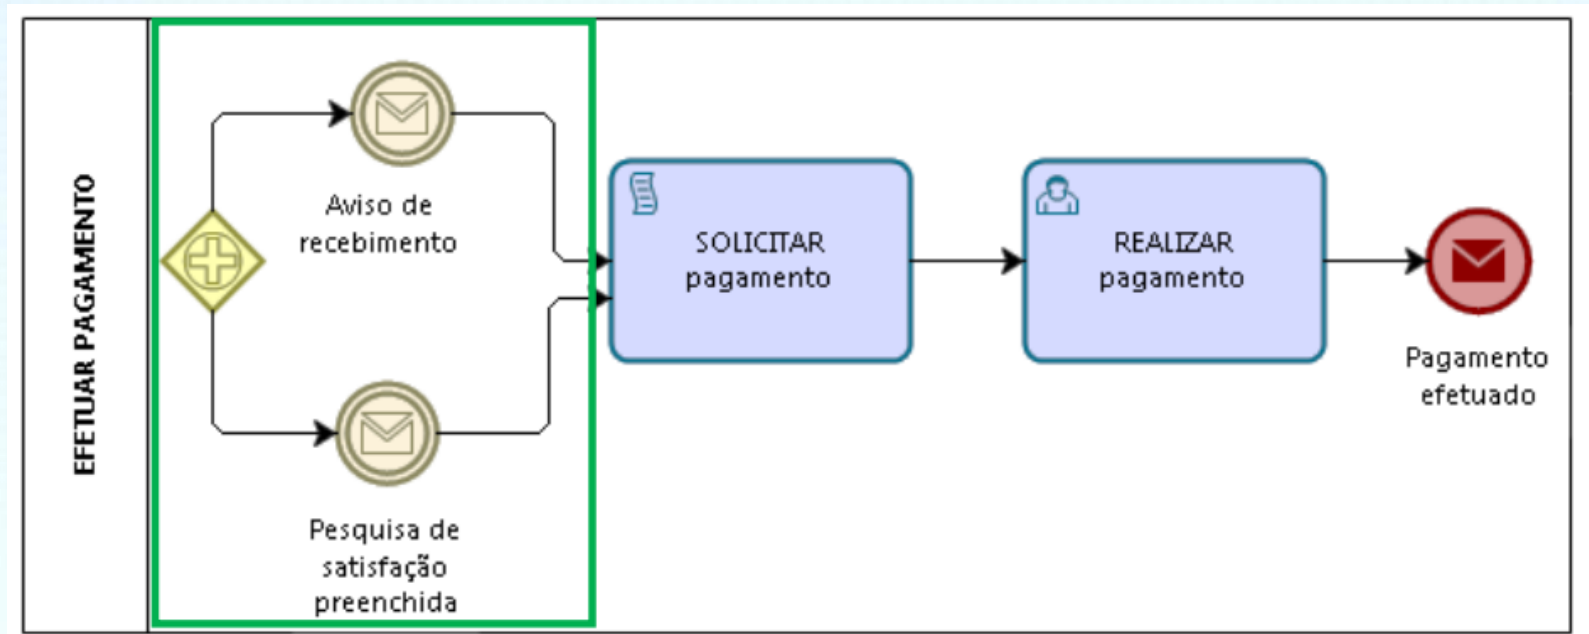 EFETUAR PAGAMENTO
Aviso de
recebimento
Pesquisa de
satisfação
preenchida
SOLICITAR
pagamento
REALIZAR
pagamento
Pagamento
efetuado